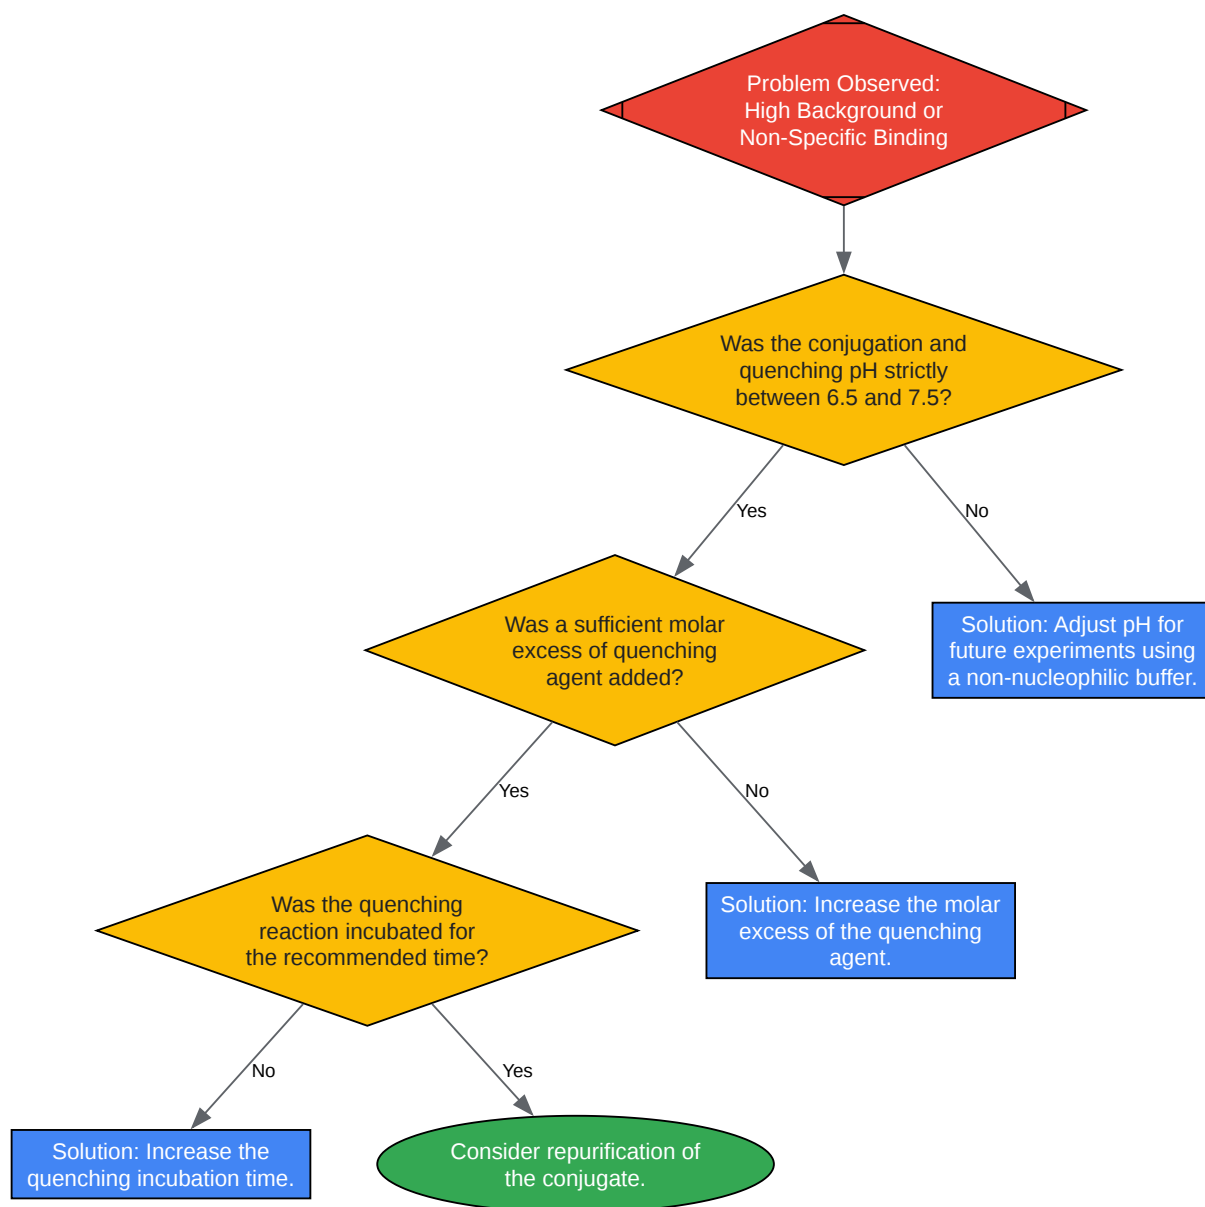 Problem Observed:
High Background or
Non-Specific Binding
Was the conjugation and
quenching pH strictly
between 6.5 and 7.5?
Yes
No
Was a sufficient molar
excess of quenching
agent added?
Solution: Adjust pH for
future experiments using
a non-nucleophilic buffer.
Yes
No
Was the quenching
reaction incubated for
the recommended time?
Solution: Increase the molar
excess of the quenching
agent.
No
Yes
Solution: Increase the
quenching incubation time.
Consider repurification of
the conjugate.